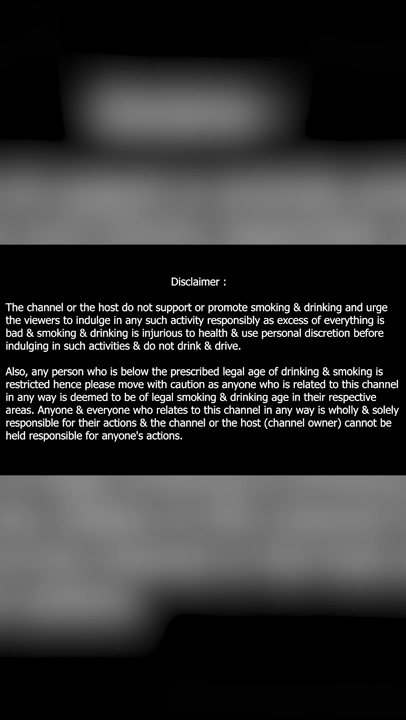 Disclaimer :
The channel or the host do not support or promote smoking & drinking and urge
the viewers to indulge in any such activity responsibly as excess of everything is
bad & smoking & drinking is injurious to health & use personal discretion before
indulging in such activities & do not drink & drive.
Also, any person who is below the prescribed legal age of drinking & smoking is
restricted hence please move with caution as anyone who is related to this channel
in any way is deemed to be of legal smoking & drinking age in their respective
areas. Anyone & everyone who relates to this channel in any way is wholly & solely
responsible for their actions & the channel or the host (channel owner) cannot be
held responsible for anyone's actions.